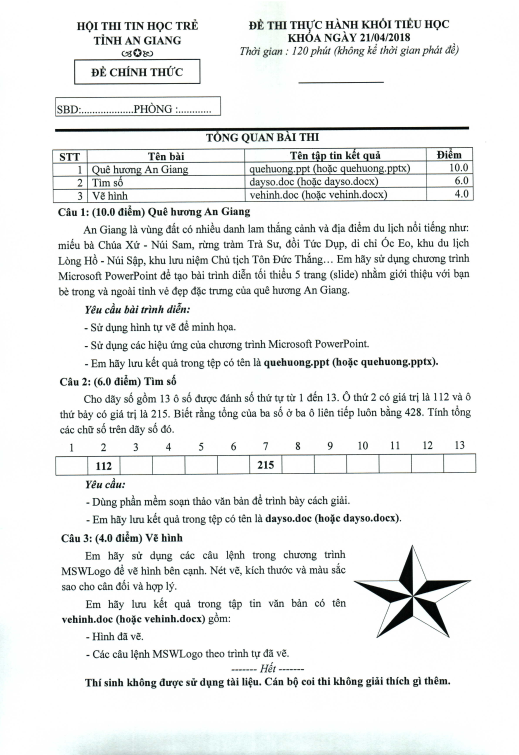 HỘI THI TIN HỌC TRẺ
TỈNH AN GIANG
ĐỀ CHÍNH THỨC
ĐỀ THI THỰC HÀNH KHỐI TIỂU HỌC
KHÓA NGÀY 21/04/2018
Thời gian : 120 phút (không kể thời gian phát đề)
SBD:...................PHÒNG :............
TỔNG QUAN BÀI THI
STT Tên bài Tên tập tin kết quả Điểm
1 Quê hương An Giang quehuong.ppt (hoặc quehuong.pptx) 10.0
2 Tìm số dayso.doc (hoặc dayso.docx) 6.0
3 Vẽ hình vehinh.doc (hoặc vehinh.docx) 4.0
Câu 1: (10.0 điểm) Quê hương An Giang
An Giang là vùng đất có nhiều danh lam thắng cảnh và địa điểm du lịch nổi tiếng như:
miếu bà Chúa Xứ - Núi Sam, rừng tràm Trà Sư, đồi Tức Dụp, di chỉ Óc Eo, khu du lịch
Lòng Hồ - Núi Sập, khu lưu niệm Chủ tịch Tôn Đức Thắng… Em hãy sử dụng chương trình
Microsoft PowerPoint để tạo bài trình diễn tối thiểu 5 trang (slide) nhằm giới thiệu với bạn
bè trong và ngoài tỉnh vẻ đẹp đặc trưng của quê hương An Giang.
Yêu cầu bài trình diễn:
- Sử dụng hình tự vẽ để minh họa.
- Sử dụng các hiệu ứng của chương trình Microsoft PowerPoint.
- Em hãy lưu kết quả trong tệp có tên là quehuong.ppt (hoặc quehuong.pptx).
Câu 2: (6.0 điểm) Tìm số
Cho dãy số gồm 13 ô số được đánh số thứ tự từ 1 đến 13. Ô thứ 2 có giá trị là 112 và ô
thứ bảy có giá trị là 215. Biết rằng tổng của ba số ở ba ô liên tiếp luôn bằng 428. Tính tổng
các chữ số trên dãy số đó.
1 2 3 4 5 6 7 8 9 10 11 12 13
112 215
Yêu cầu:
- Dùng phần mềm soạn thảo văn bản để trình bày cách giải.
- Em hãy lưu kết quả trong tệp có tên là dayso.doc (hoặc dayso.docx).
Câu 3: (4.0 điểm) Vẽ hình
Em hãy sử dụng các câu lệnh trong chương trình
MSWLogo để vẽ hình bên cạnh. Nét vẽ, kích thước và màu sắc
sao cho cân đối và hợp lý.
Em hãy lưu kết quả trong tập tin văn bản có tên
vehinh.doc (hoặc vehinh.docx) gồm:
- Hình đã vẽ.
- Các câu lệnh MSWLogo theo trình tự đã vẽ.
------- Hết -------
Thí sinh không được sử dụng tài liệu. Cán bộ coi thi không giải thích gì thêm.